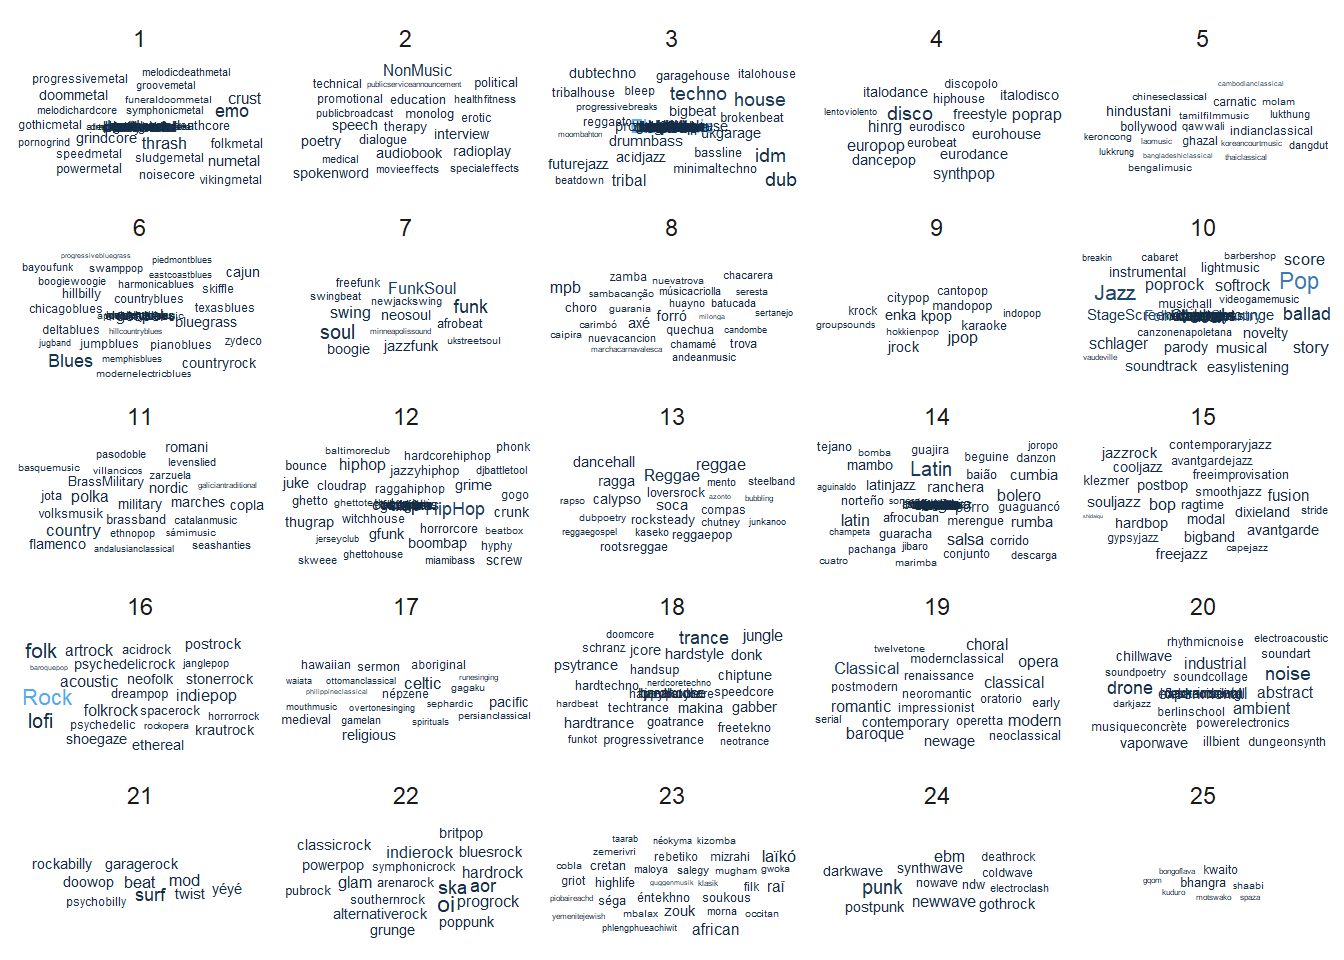 1
progressivemetal melodicdeathmetal
groovemetal
doommetal
funeraldoommetal crust
melodichardcore symphonicmetal emo
gothicmetal
grindcore
pornogrind thrash folkmetal
speedmetal sludgemetal numetal
powermetal noisecore vikingmetal
2
NonMusic
technical publicserviceannouncement political
promotional education healthfitness
publicbroadcast monolog erotic
speech therapy interview
poetry dialogue
audiobook radioplay
medical
spokenword movieeffects specialeffects
3
dubtechno garagehouse italohouse
tribalhouse bleep techno house
progressivebreaks bigbeat
reggaeto brokenbeat
moombahton ukgarage
drumnbass
acidjazz bassline idm
futurejazz minimaltechno
beatdown tribal dub
4
discopolo
italodance hiphouse italodisco
lentoviolento disco freestyle poprap
hinrg eurodisco eurohouse
europop eurobeat
dancepop eurodance
synthpop
5
cambodianclassical
chineseclassical carnatic molam
hindustani tamilfilmmusic lukthung
bollywood qawwali indianclassical
keroncong laomusic ghazal koreancourtmusic dangdut
lukkrung bangladeshiclassical thaiclassical
bengalimusic
6
progressivebluegrass piedmontblues
bayoufunk swamppop eastcoastblues cajun
boogiewoogie harmonicablues skiffle
hillbilly countryblues
chicagoblues texasblues
bluegrass
deltablues hillcountryblues
jugband jumpblues pianoblues zydeco
Blues memphisblues countryrock
modernelectricblues
7
freefunk FunkSoul
swingbeat newjackswing funk
swing neosoul
soul minneapolissound afrobeat
boogie jazzfunk ukstreetsoul
8
zamba nuevatrova chacarera
mpb sambacanção músicacriolla seresta
choro guarania huayno batucada
forró milonga sertanejo
carimbó axé quechua candombe
caipira nuevacancion chamamé trova
marchacarnavalesca andeanmusic
9
citypop cantopop
krock mandopop
enka kpop indopop
groupsounds karaoke
hokkienpop jpop
jrock
10
breakin cabaret barbershop score
instrumental lightmusic
Jazz poprock softrock Pop
musichall videogamemusic
ballad
canzonenapoletana novelty
schlager parody musical story
vaudeville
soundtrack easylistening
11
pasodoble romani
basquemusic villancicos levenslied
BrassMilitary zarzuela
nordic galiciantraditional
jota polka military marches copla
volksmusik brassband catalanmusic
country ethnopop sámimusic
flamenco andalusianclassical seashanties
12
baltimoreclub phonk
bounce hiphop hardcorehiphop
jazzyhiphop djbattletool
juke cloudrap grime
ghetto raggahiphop gogo
HipHop crunk
thugrap witchhouse horrorcore beatbox
jerseyclub gfunk boombap hyphy
skweee ghettohouse miamibass screw
13
dancehall reggae
ragga Reggae mento steelband
loversrock azonto bubbling
rapso calypso soca compas
dubpoetry rocksteady chutney junkanoo
reggaegospel kaseko reggaepop
rootsreggae
14
tejano bomba guajira joropo
mambo Latin beguine danzon
baião cumbia
aguinaldo latinjazz ranchera
norteño bolero
porro guaguancó
latin afrocuban merengue rumba
champeta guaracha salsa corrido
pachanga jibaro conjunto descarga
cuatro marimba
15
jazzrock contemporaryjazz
cooljazz avantgardejazz
klezmer postbop freeimprovisation
souljazz bop smoothjazz fusion
ragtime dixieland stride
hardbop modal avantgarde
gypsyjazz bigband
freejazz capejazz
16
folk artrock acidrock postrock
baroquepop psychedelicrock janglepop
acoustic neofolk stonerrock
Rock dreampop indiepop
lofi folkrock spacerock
psychedelic rockopera horrorrock
shoegaze krautrock
ethereal
17
hawaiian sermon aboriginal
waiata ottomanclassical celtic runesinging
philippineclassical gagaku
népzene sephardic pacific
mouthmusic overtonesinging
medieval gamelan spirituals persianclassical
religious
18
doomcore trance jungle
schranz jcore hardstyle donk
psytrance handsup chiptune
hardtechno nerdcoretechno speedcore
hardbeat techtrance makina gabber
hardtrance goatrance freetekno
funkot progressivetrance neotrance
19
twelvetone choral
Classical modernclassical opera
renaissance
postmodern neoromantic classical
romantic impressionist oratorio early
serial contemporary operetta modern
baroque newage neoclassical
20
rhythmicnoise electroacoustic
chillwave industrial soundart
soundpoetry soundcollage noise
drone abstract
darkjazz ambient
berlinschool
musiqueconcrète powerelectronics
vaporwave illbient dungeonsynth
21
rockabilly garagerock
doowop beat mod
psychobilly surf twist yéyé
22
britpop
classicrock indierock bluesrock
powerpop symphonicrock hardrock
pubrock glam arenarock ska aor
southernrock oi progrock
alternativerock poppunk
grunge
23
taarab néokyma kizomba
zemerivri rebetiko mizrahi laïkó
cobla cretan maloya salegy mugham gwoka
griot highlife guggenmusik klasik filk raï
piobaireachd séga éntekhno soukous
yemenitejewish mbalax zouk morna occitan
phlengphueachiwit african
24
ebm deathrock
darkwave synthwave coldwave
punk nowave ndw electroclash
postpunk newwave gothrock
25
bongoflava kwaito
gqom bhangra shaabi
kuduro motswako spaza